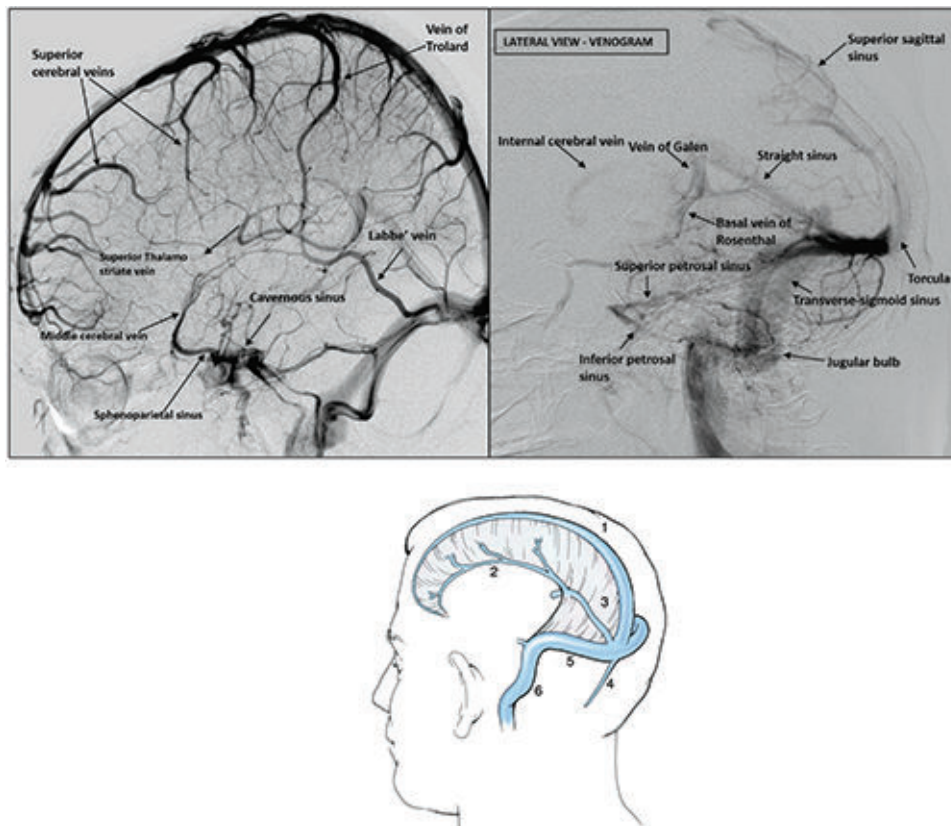 Superior
cerebral veins
Vein of
Trolard
Labbe' vein
Superior Thalamo
striate vein
Cavernous sinus
Middle cerebral vein
Sphenoparietal sinus
LATERAL VIEW - VENOGRAM
Superior sagittal
sinus
Internal cerebral vein
Vein of Galen
Straight sinus
Basal vein of
Rosenthal
Superior petrosal sinus
Torcula
Transverse-sigmoid sinus
Inferior petrosal
sinus
Jugular bulb
1
2
3
4
5
6